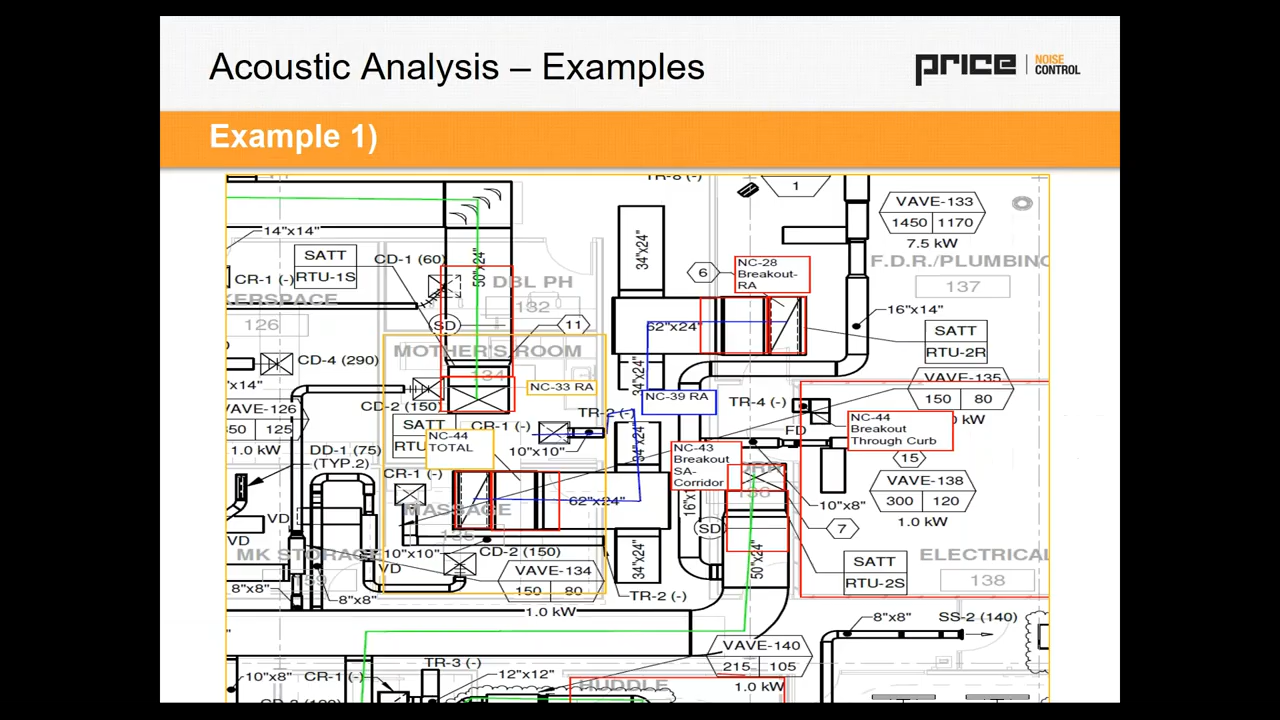 Acoustic Analysis – Examples
PRICE
NOISE
CONTROL
Example 1)
TR-8 (-)
1
VAVE-133
1450 1170
7.5 kW
F.D.R./PLUMBING
137
14"x14"
SATT
RTU-1S
CD-1 (60)
50"x24"
CR-1 (-)
DBL PH
132
34"x24"
6
NC-28
Breakout-
RA
KERSPACE
126
SD
11
62"x24"
16"x14"
SATT
RTU-2R
MOTHER'S ROOM
134
CD-4 (290)
NC-33 RA
34"x24"
NC-39 RA
VAVE-135
150 80
0 kW
"x14"
CD-2 (150)
VAVE-126
350 125
1.0 kW
SATT
RTU
NC-44
TOTAL
CR-1 (-)
TR-2 (-)
10"x10"
34"x24"
TR-4 (-)
FD
NC-44
Breakout
Through Curb
15
NC-43
Breakout
SA-
Corridor
DD-1 (75)
(TYP.2)
CR-1 (-)
62"x24"
136
VAVE-138
300 120
1.0 kW
10"x8"
7
VD
MASSAGE
135
16"x
SD
VD
MK STORAGE
139
10"x10"
CD-2 (150)
VD
34"x24"
50"x24"
SATT
RTU-2S
ELECTRICAL
138
VAVE-134
150 80
1.0 kW
8"x8"
8"x8"
TR-2 (-)
8"x8"
SS-2 (140)
VAVE-140
215 105
1.0 kW
TR-3 (-)
10"x8"
CR-1(-)
12"x12"
HUDDLE